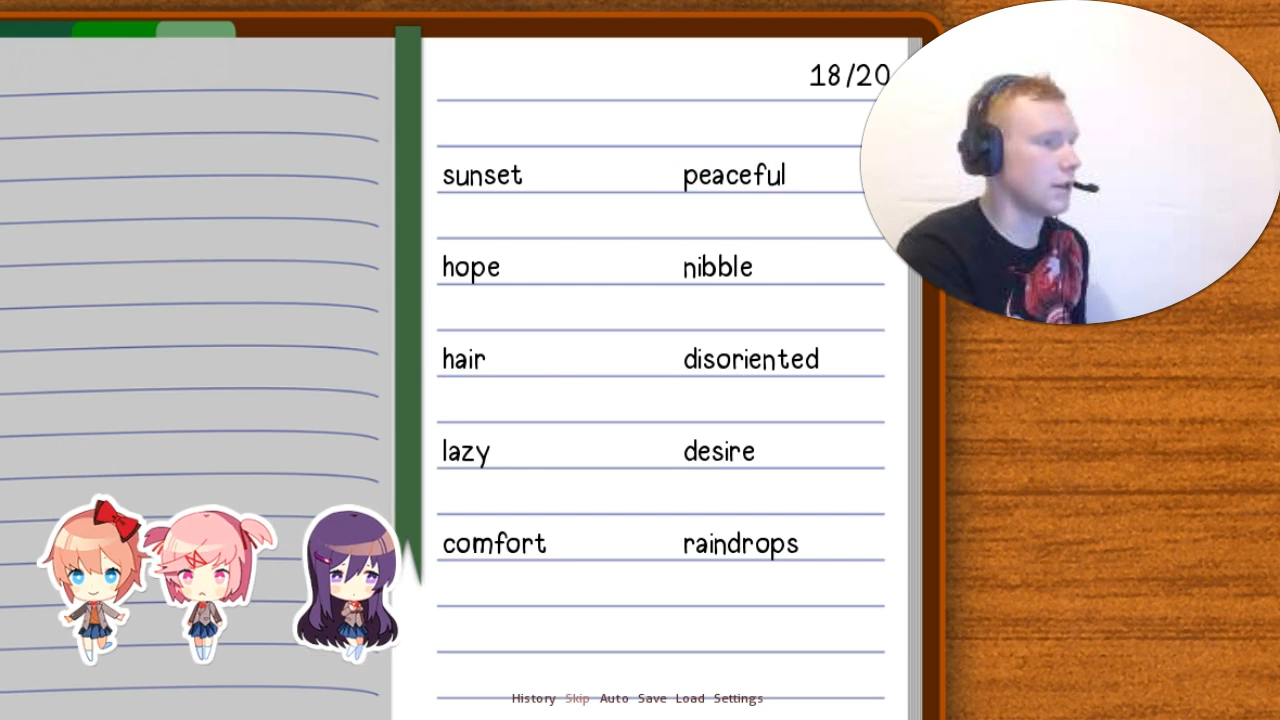 18/20
sunset peaceful
hope nibble
hair disoriented
lazy desire
comfort raindrops
History Skip Auto Save Load Settings